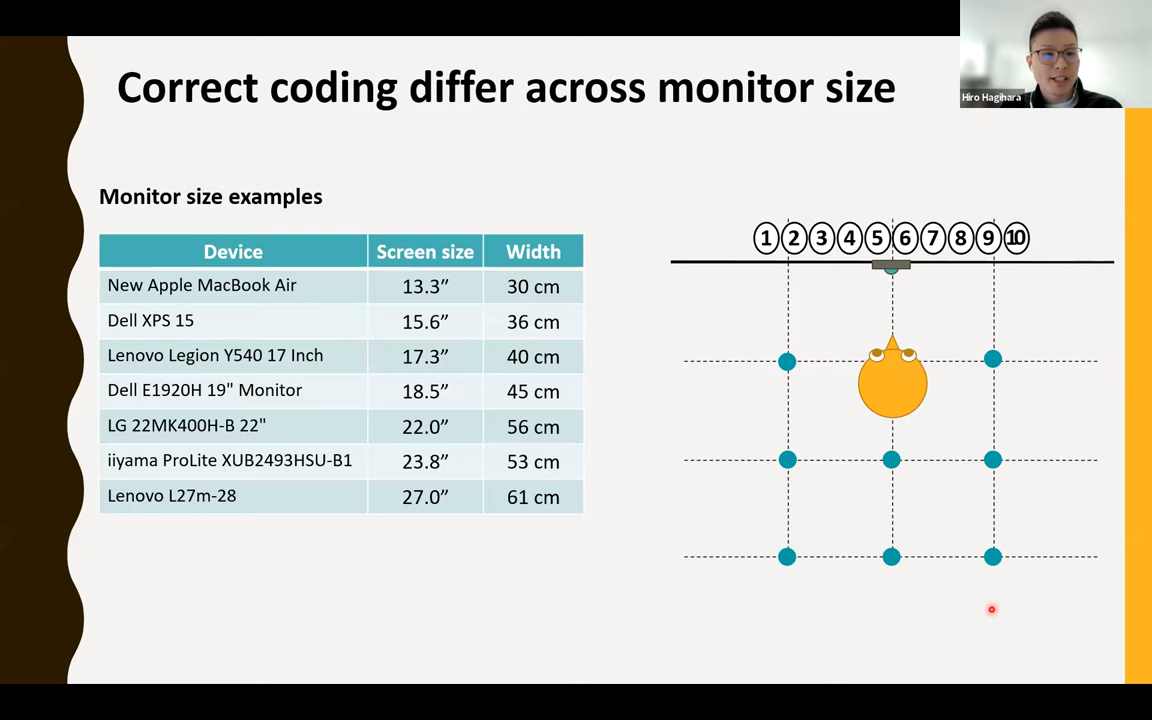 Correct coding differ across monitor size
Hiro Hagihara
Monitor size examples
Device Screen size Width
New Apple MacBook Air 13.3” 30 cm
Dell XPS 15 15.6” 36 cm
Lenovo Legion Y540 17 Inch 17.3” 40 cm
Dell E1920H 19" Monitor 18.5” 45 cm
LG 22MK400H-B 22" 22.0” 56 cm
iiyama ProLite XUB2493HSU-B1 23.8” 53 cm
Lenovo L27m-28 27.0” 61 cm
1 2 3 4 5 6 7 8 9 10